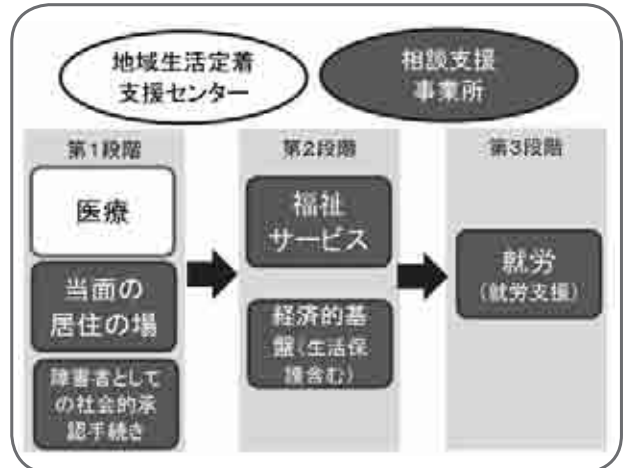 地域生活定着
支援センター
相談支援
事業所
第1段階
医療
当面の
居住の場
障害者として
の社会的承
認手続き
第2段階
福祉
サービス
経済的基
盤(生活保
護含む)
第3段階
就労
(就労支援)